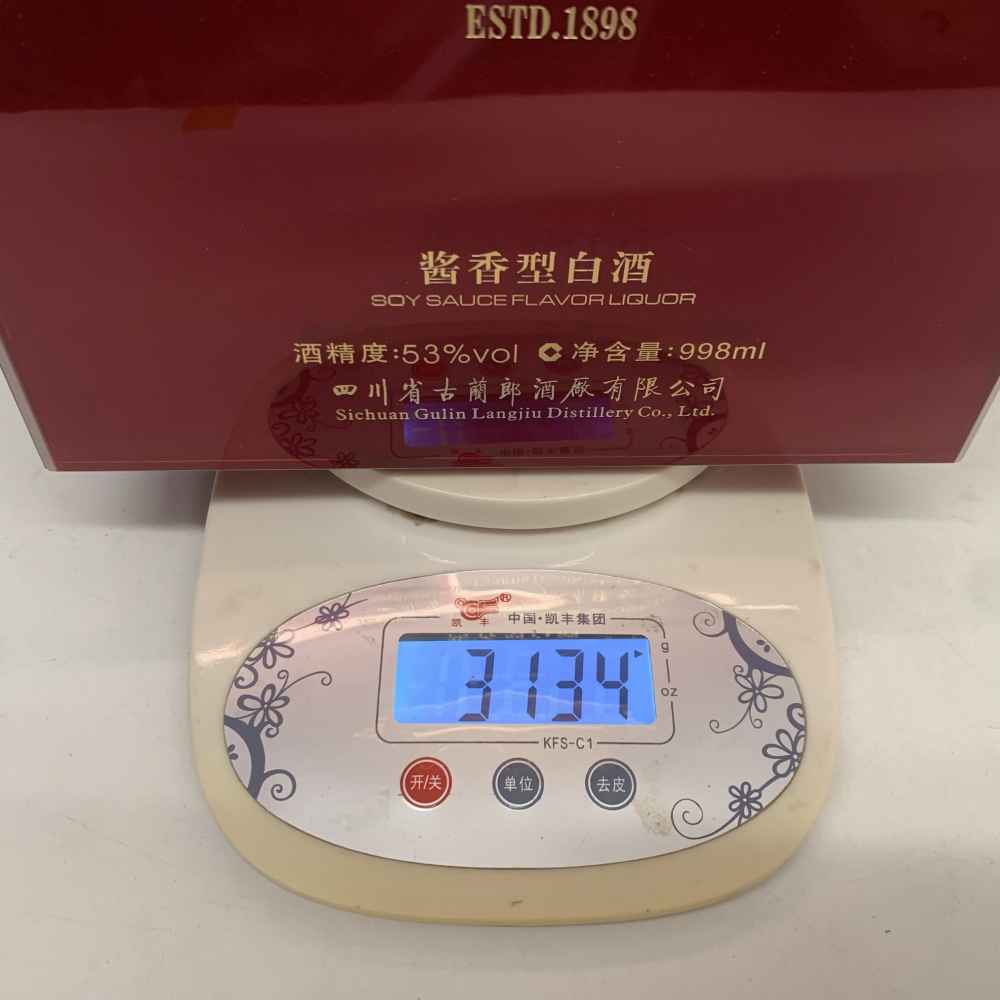 ESTD.1898
酱香型白酒
SOY SAUCE FLAVOR LIQUOR
酒精度:53%vol C 净含量:998ml
四川省古蔺郎酒厂有限公司
Sichuan Gulin Langjiu Distillery Co., Ltd.
凯丰 ® 中国·凯丰集团
3134
g
oz
KFS-C1
开/关 单位 去皮